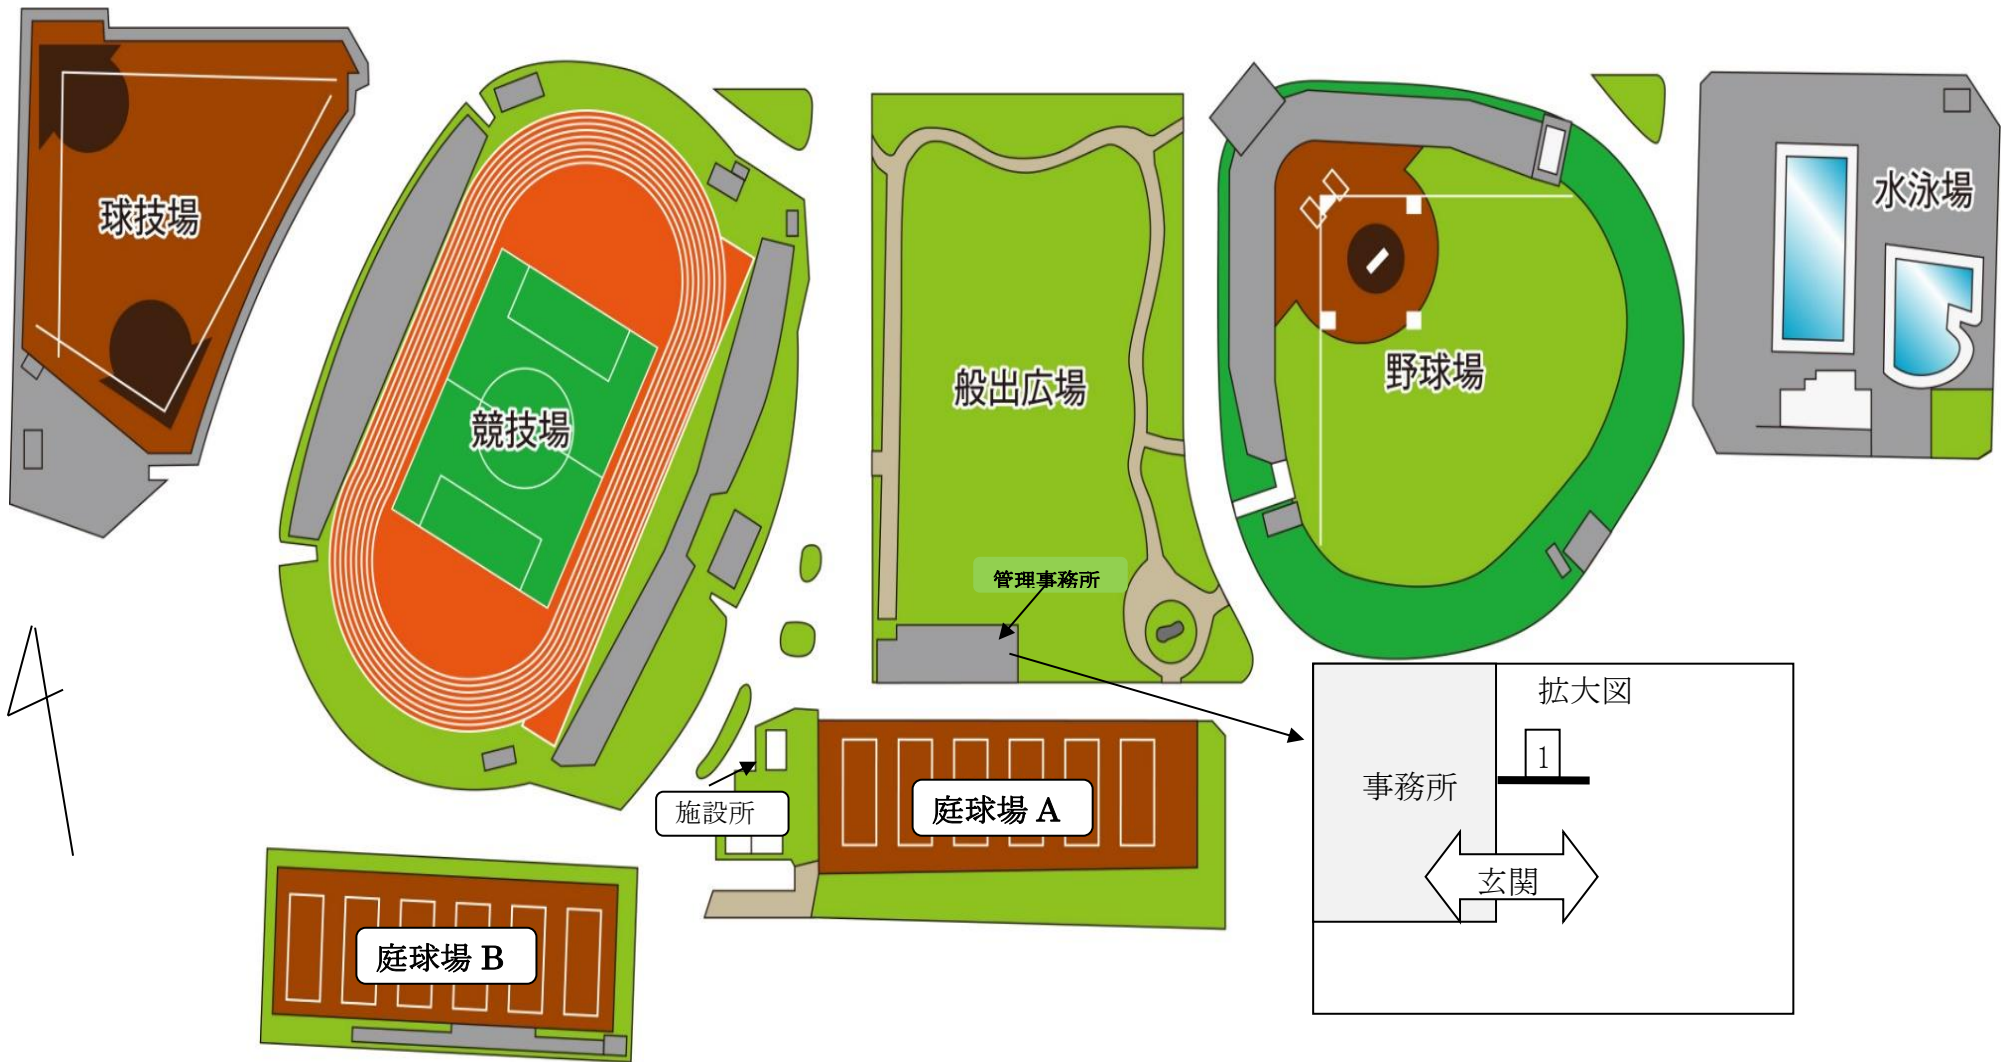 球技場
競技場
般出広場
野球場
水泳場
管理事務所
拡大図
1
事務所
玄関
施設所
庭球場 A
庭球場 B